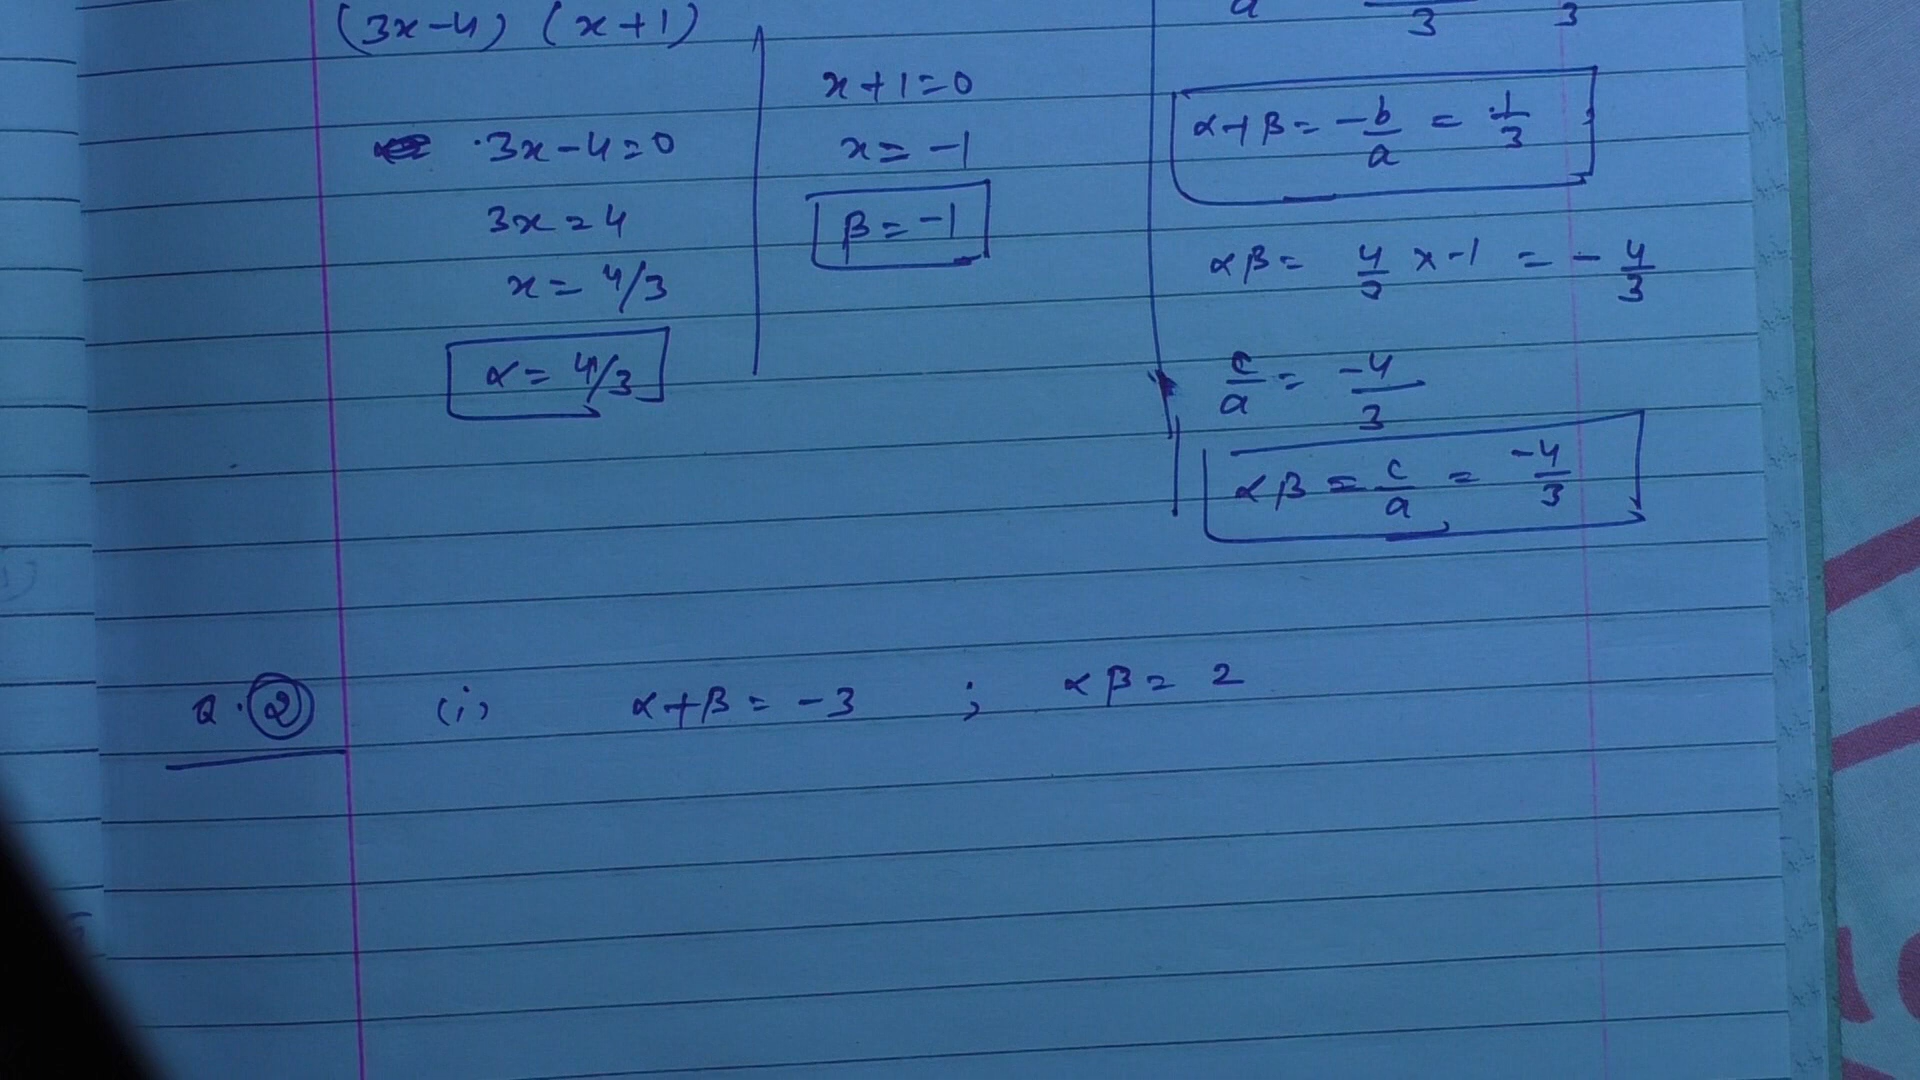 (3x-4) (x+1)
3x-4=0
3x=4
x= 4/3
α= 4/3
x+1=0
x= -1
β= -1
a 3 3
α+β= -b/a = 1/3
αβ= 4/3 x-1 = -4/3
c/a = -4/3
αβ = c/a = -4/3
Q.2 (i) α+β= -3 ; αβ= 2